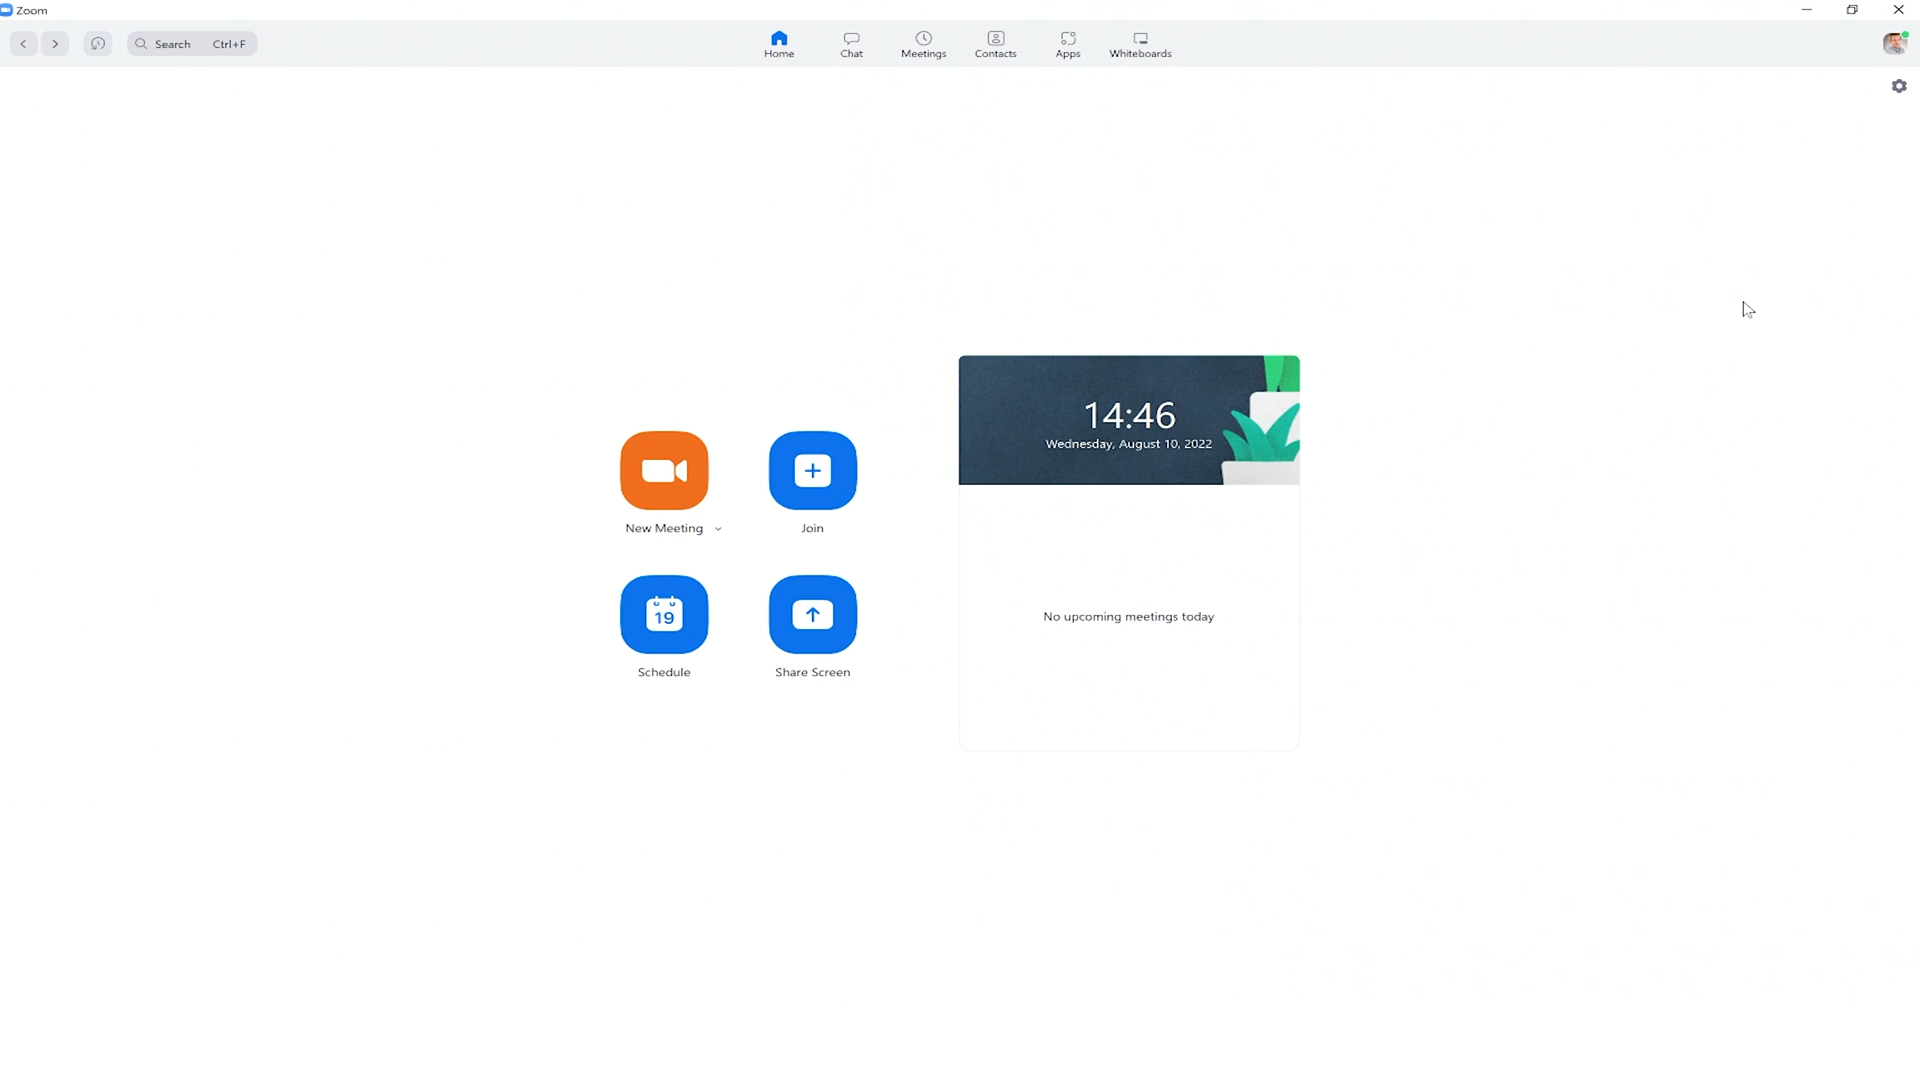 Zoom
Search Ctrl+F
Home
Chat
Meetings
Contacts
Apps
Whiteboards
14:46
Wednesday, August 10, 2022
New Meeting
Join
19
Schedule
Share Screen
No upcoming meetings today